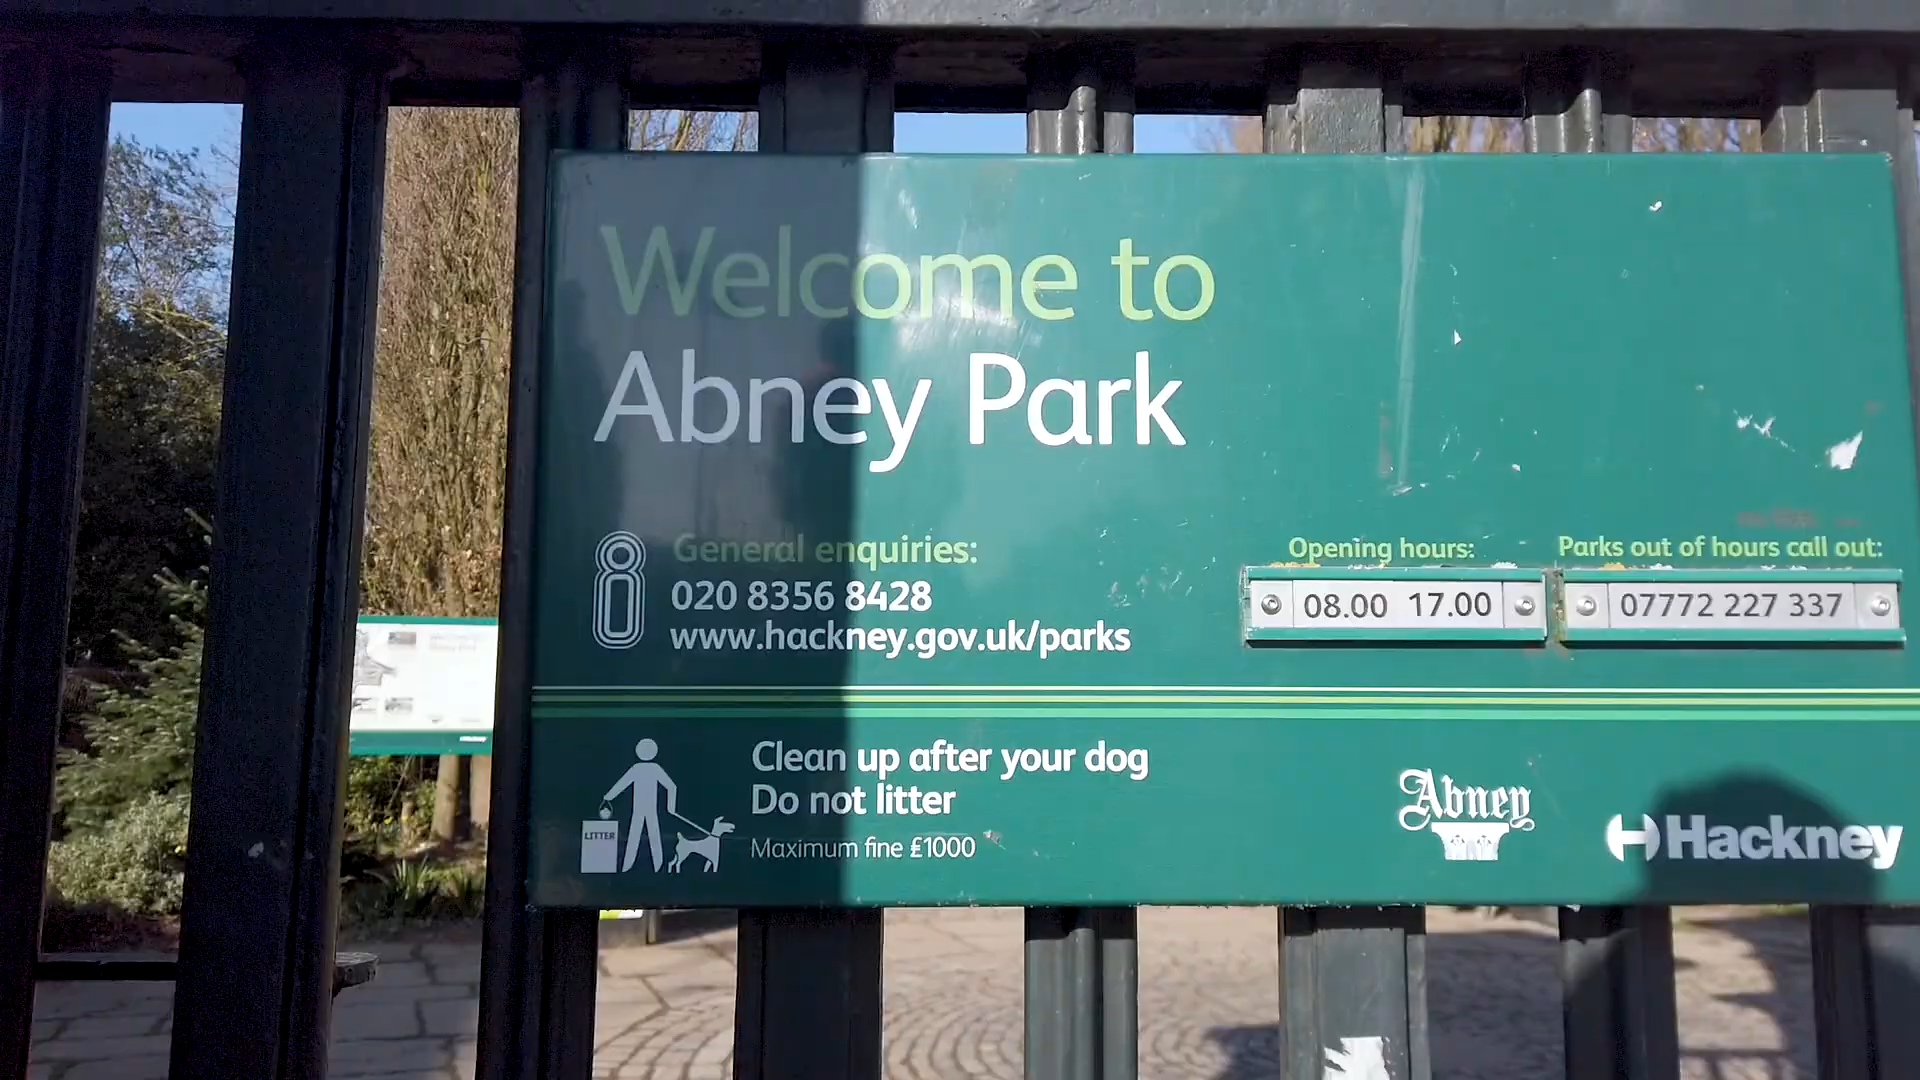 Welcome to
Abney Park
General enquiries:
020 8356 8428
www.hackney.gov.uk/parks
Opening hours:
08.00 17.00
Parks out of hours call out:
07772 227 337
Clean up after your dog
Do not litter
Maximum fine £1000
LITTER
Abney
Hackney